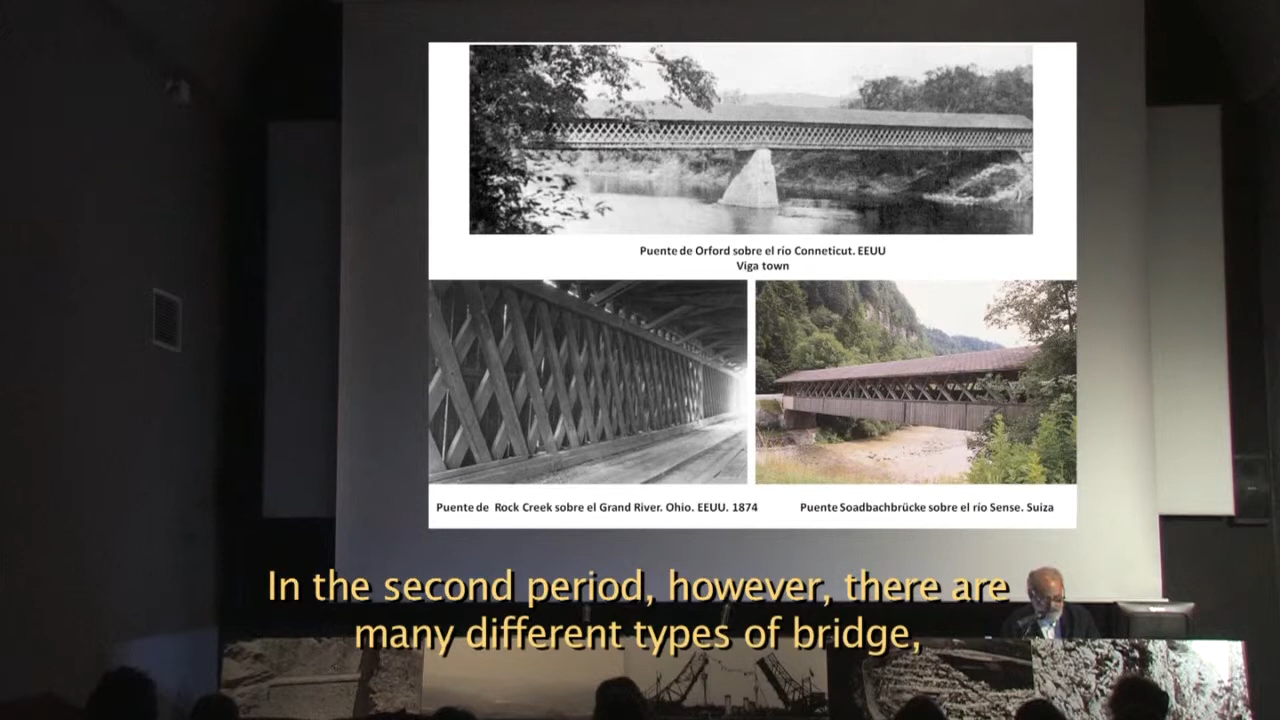 Puente de Orford sobre el río Conneticut. EEUU
Viga town
Puente de Rock Creek sobre el Grand River. Ohio. EEUU. 1874
Puente Soadbachbrücke sobre el río Sense. Suiza
In the second period, however, there are
many different types of bridge,